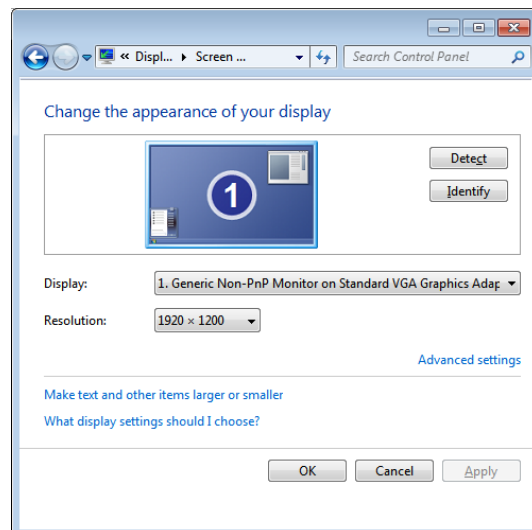 « Displ... ▸ Screen ...
Search Control Panel
Change the appearance of your display
1
Detect
Identify
Display:
1. Generic Non-PnP Monitor on Standard VGA Graphics Adap
Resolution:
1920 × 1200
Advanced settings
Make text and other items larger or smaller
What display settings should I choose?
OK
Cancel
Apply